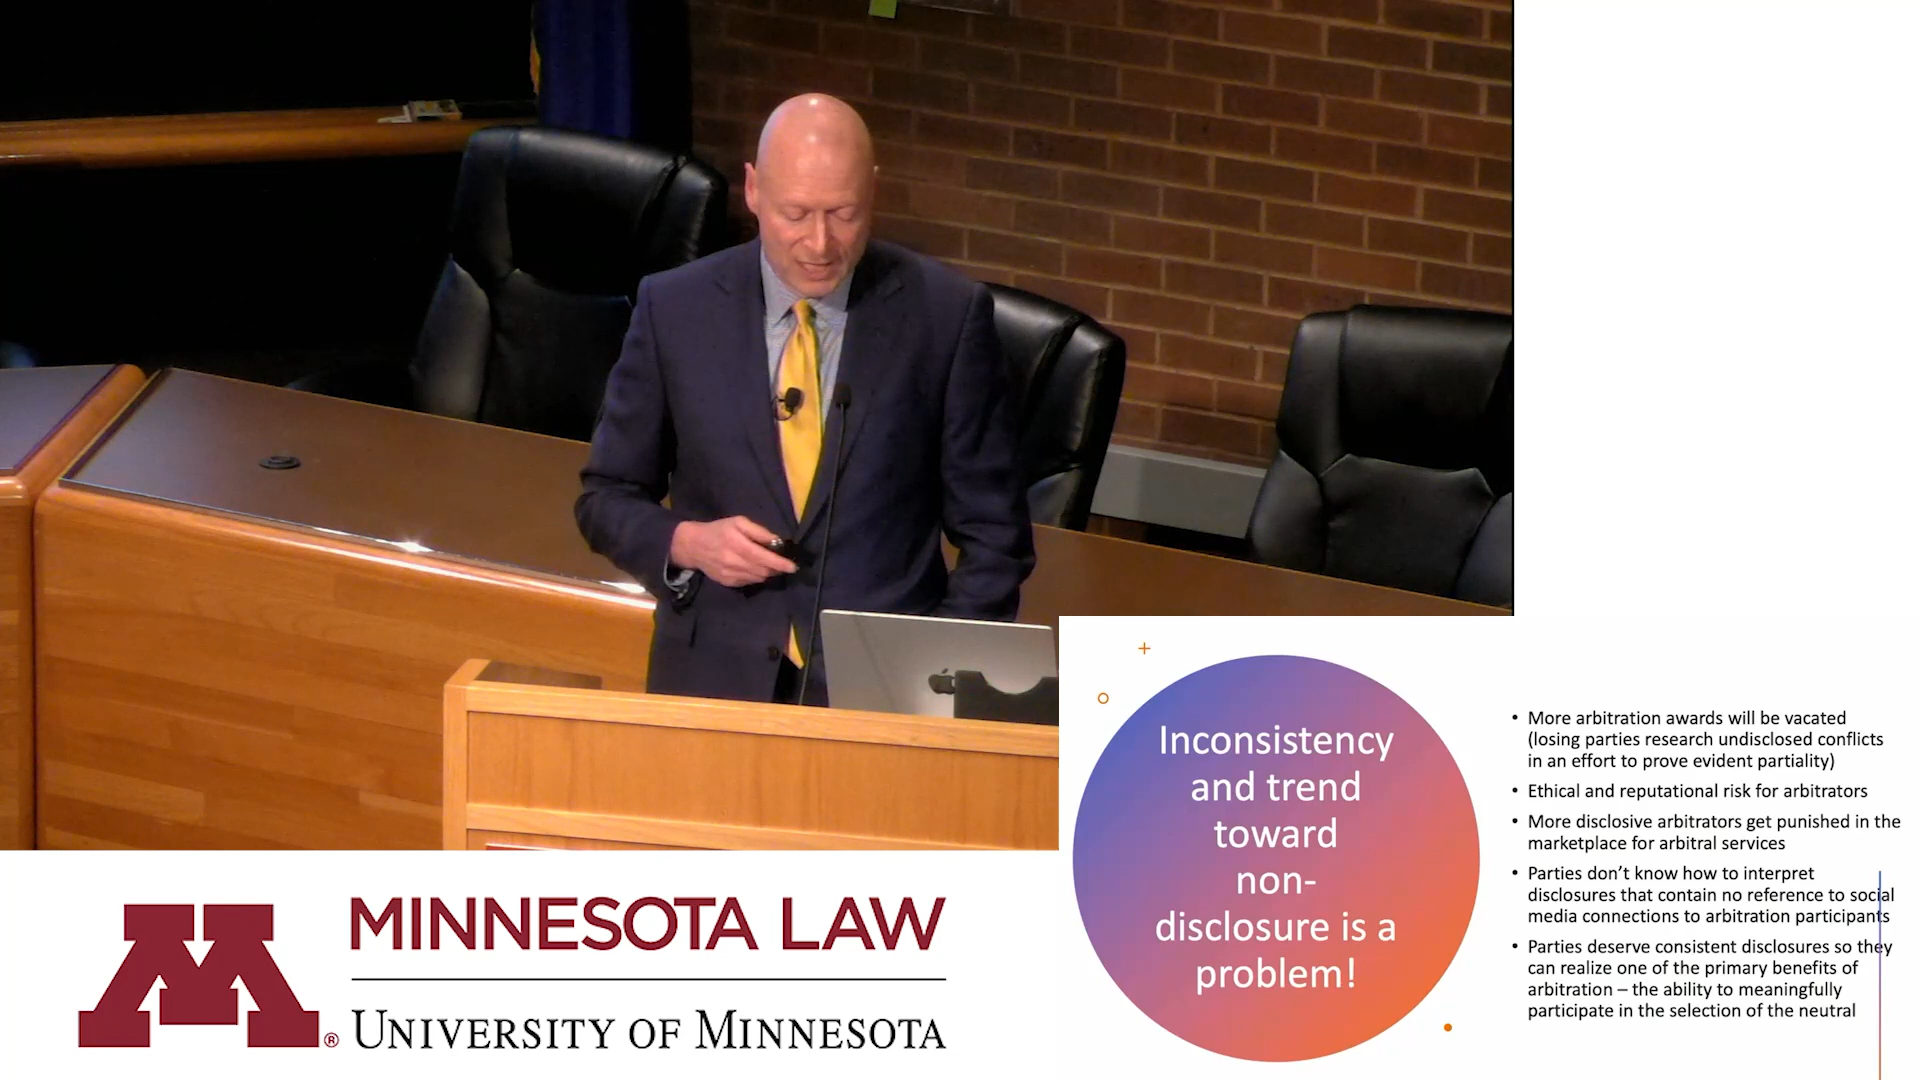 Inconsistency
and trend
toward
non-
disclosure is a
problem!
• More arbitration awards will be vacated
(losing parties research undisclosed conflicts
in an effort to prove evident partiality)
• Ethical and reputational risk for arbitrators
• More disclosive arbitrators get punished in the
marketplace for arbitral services
• Parties don’t know how to interpret
disclosures that contain no reference to social
media connections to arbitration participants
• Parties deserve consistent disclosures so they
can realize one of the primary benefits of
arbitration – the ability to meaningfully
participate in the selection of the neutral
M®
MINNESOTA LAW
UNIVERSITY OF MINNESOTA